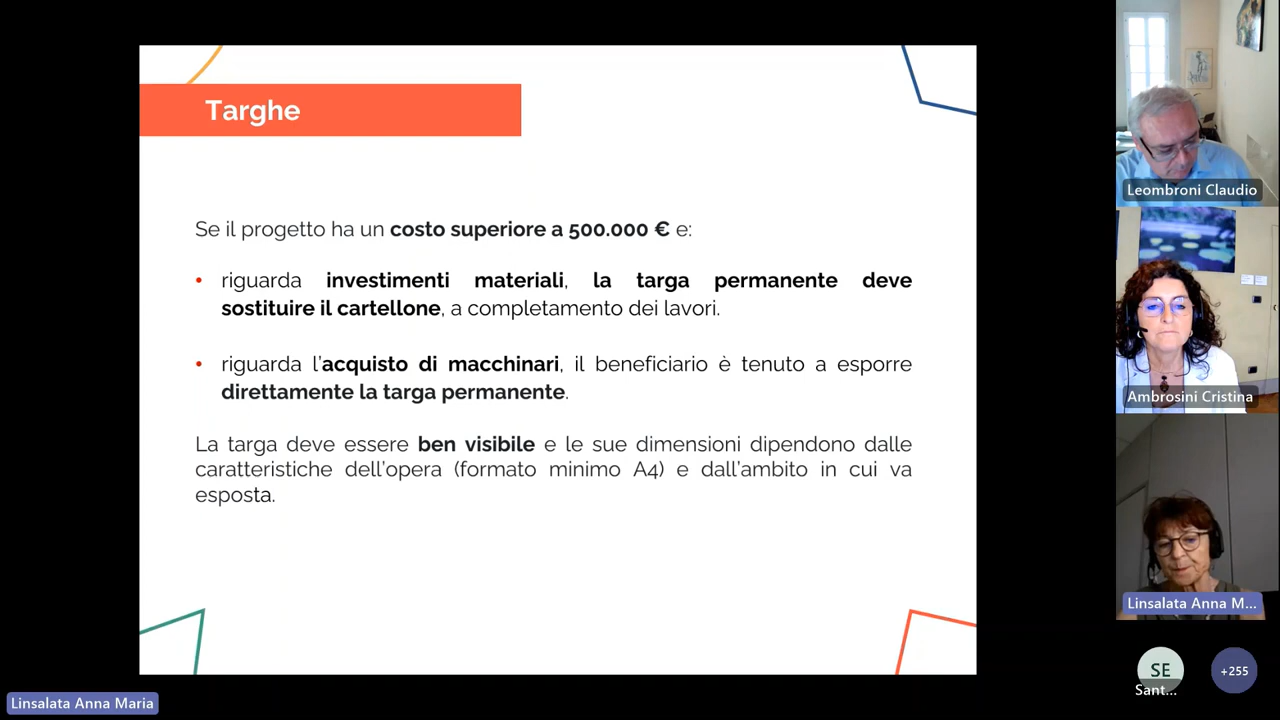 Targhe
Se il progetto ha un costo superiore a 500.000 € e:
• riguarda investimenti materiali, la targa permanente deve
sostituire il cartellone, a completamento dei lavori.
• riguarda l'acquisto di macchinari, il beneficiario è tenuto a esporre
direttamente la targa permanente.
La targa deve essere ben visibile e le sue dimensioni dipendono dalle
caratteristiche dell'opera (formato minimo A4) e dall'ambito in cui va
esposta.
Leombroni Claudio
Ambrosini Cristina
Linsalata Anna M...
SE
Sant...
+255
Linsalata Anna Maria